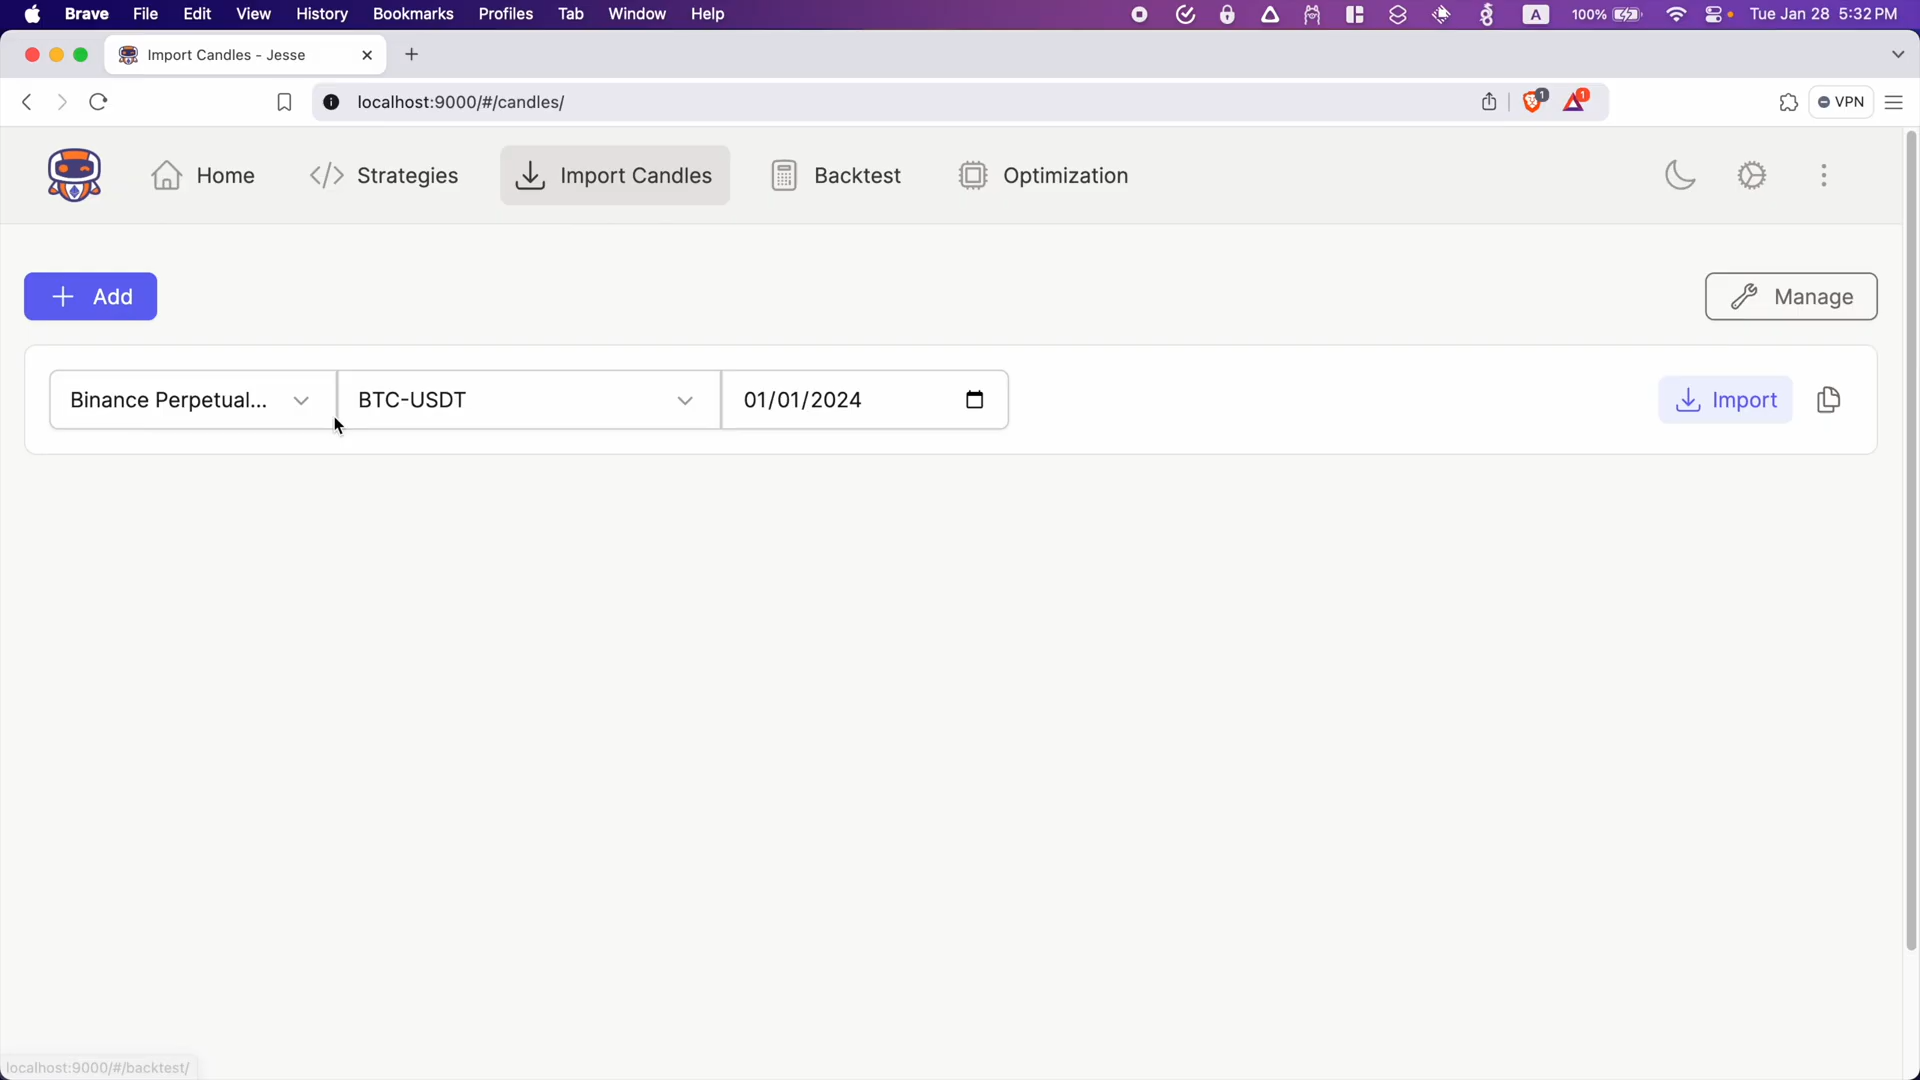 Brave File Edit View History Bookmarks Profiles Tab Window Help A 100% Tue Jan 28 5:32 PM
Import Candles - Jesse
localhost:9000/#/candles/ 1 1 VPN
Home Strategies Import Candles Backtest Optimization
Add Manage
Binance Perpetual... BTC-USDT 01/01/2024 Import
localhost:9000/#/backtest/